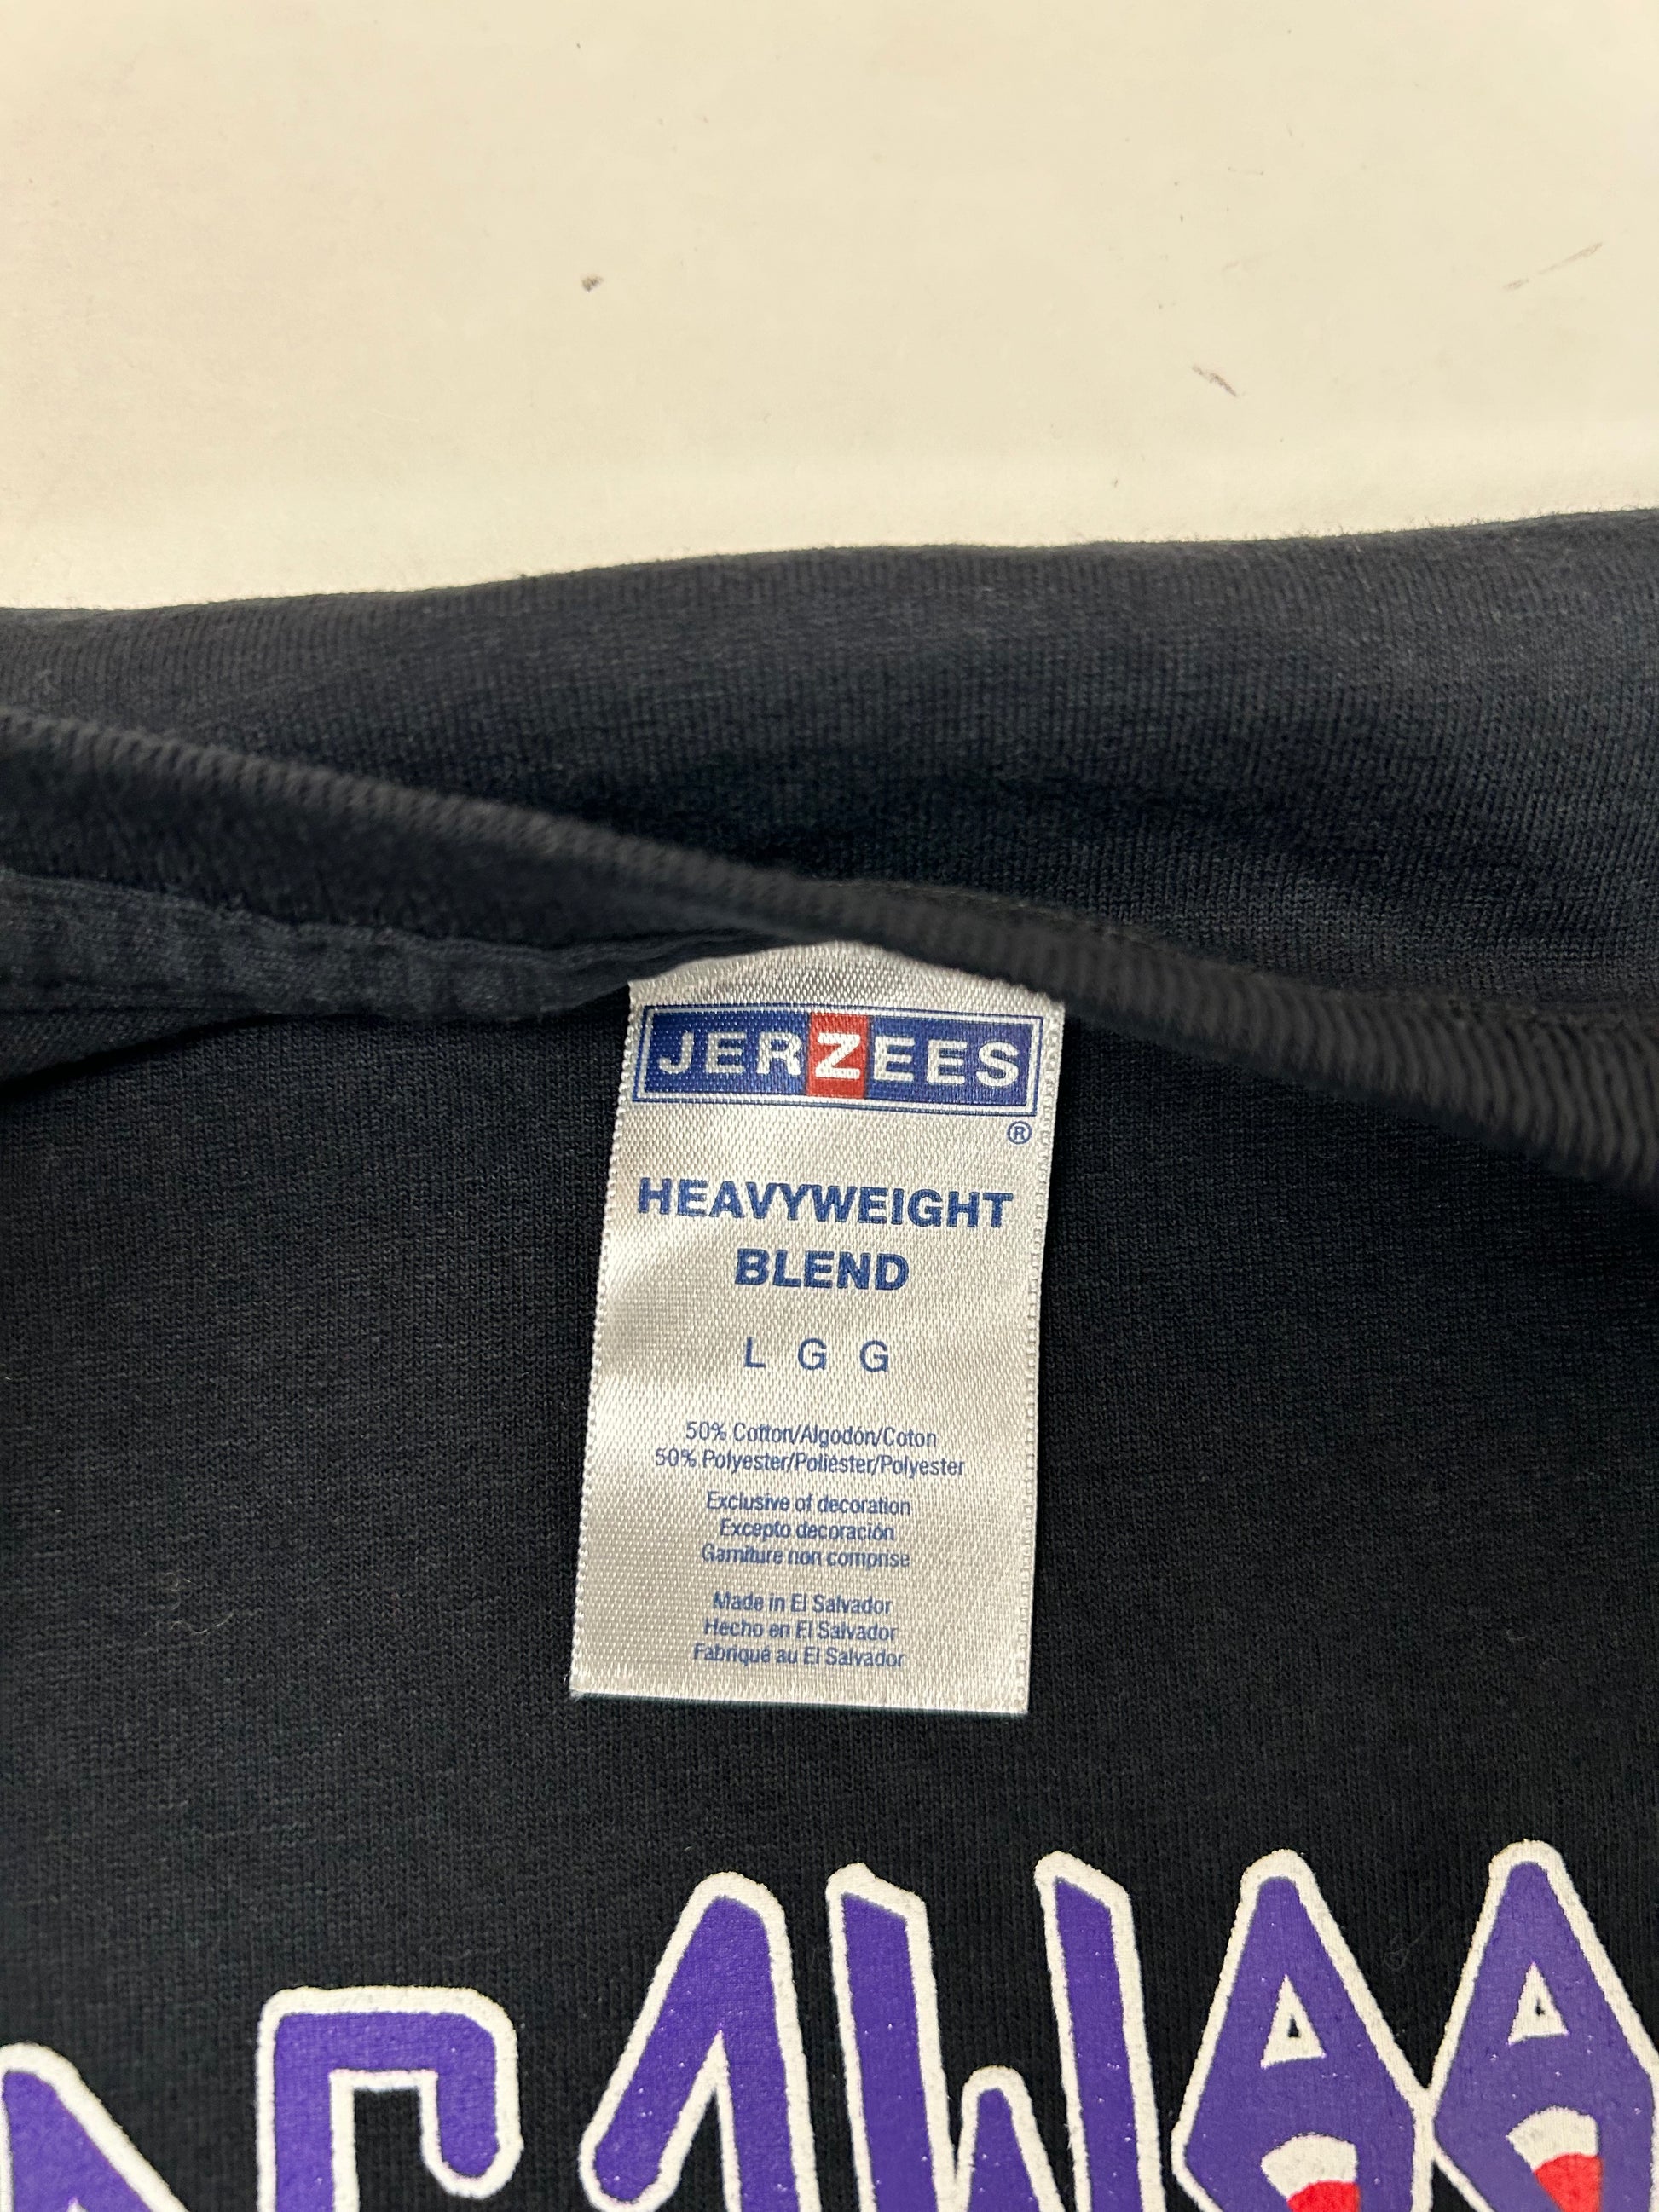 JERZEES
®
HEAVYWEIGHT
BLEND
L G G
50% Cotton/Algodón/Coton
50% Polyester/Poliéster/Polyester
Exclusive of decoration
Excepto decoración
Garniture non comprise
Made in El Salvador
Hecho en El Salvador
Fabriqué au El Salvador